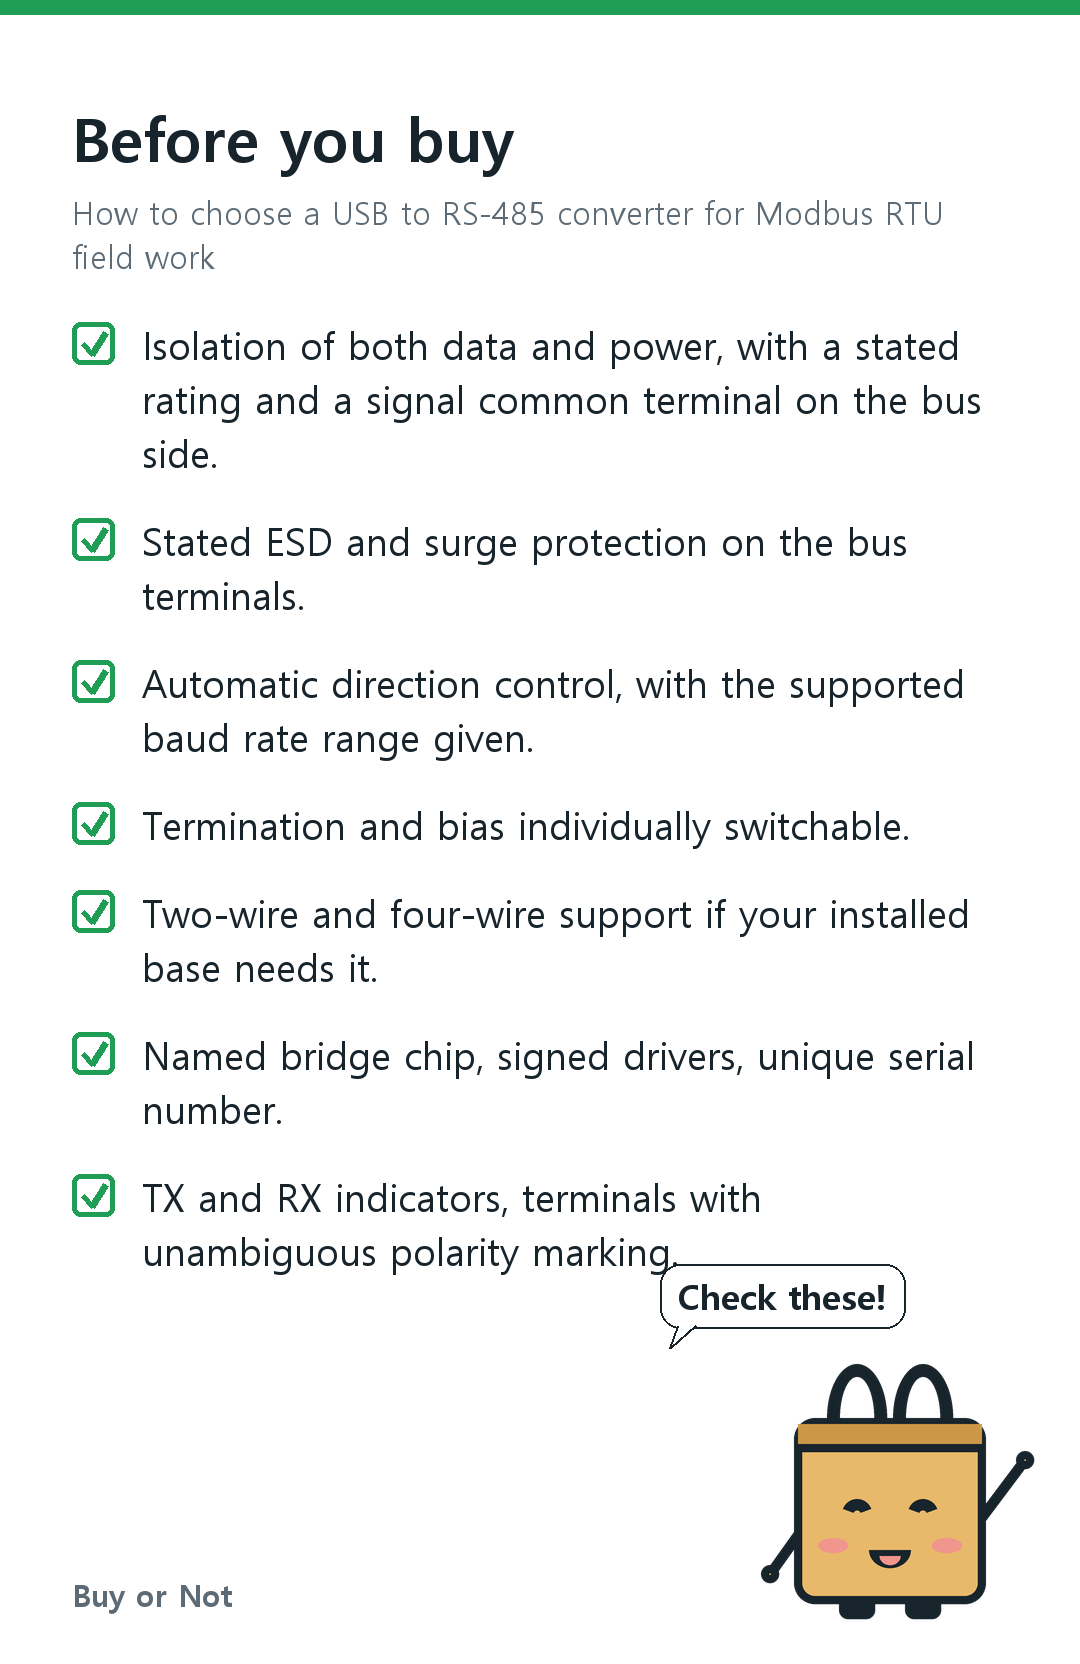 Before you buy
How to choose a USB to RS-485 converter for Modbus RTU
field work
Isolation of both data and power, with a stated
rating and a signal common terminal on the bus
side.
Stated ESD and surge protection on the bus
terminals.
Automatic direction control, with the supported
baud rate range given.
Termination and bias individually switchable.
Two-wire and four-wire support if your installed
base needs it.
Named bridge chip, signed drivers, unique serial
number.
TX and RX indicators, terminals with
unambiguous polarity marking.
Check these!
Buy or Not